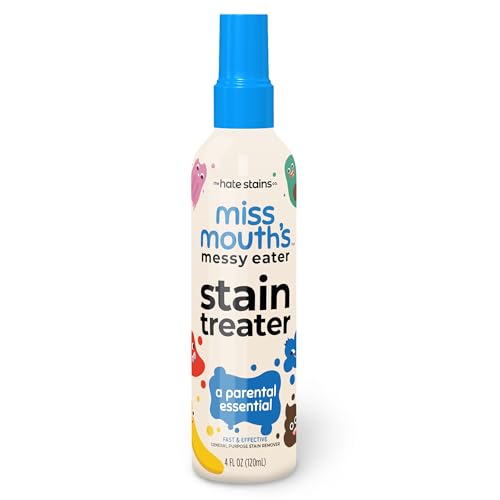 the hate stains co.
miss
mouth's™
messy eater
stain
treater
a parental
essential
FAST & EFFECTIVE
GENERAL PURPOSE STAIN REMOVER
4 FL OZ (120mL)